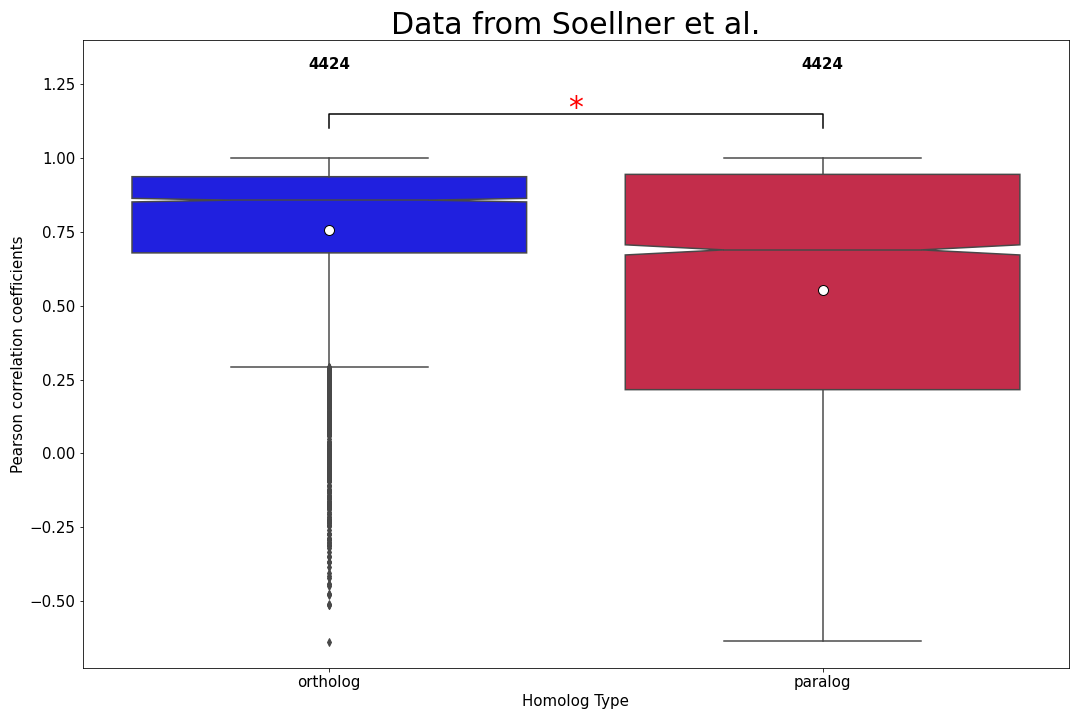 Data from Soellner et al.
4424 4424
*
1.25
1.00
0.75
0.50
0.25
0.00
−0.25
−0.50
Pearson correlation coefficients
ortholog paralog
Homolog Type